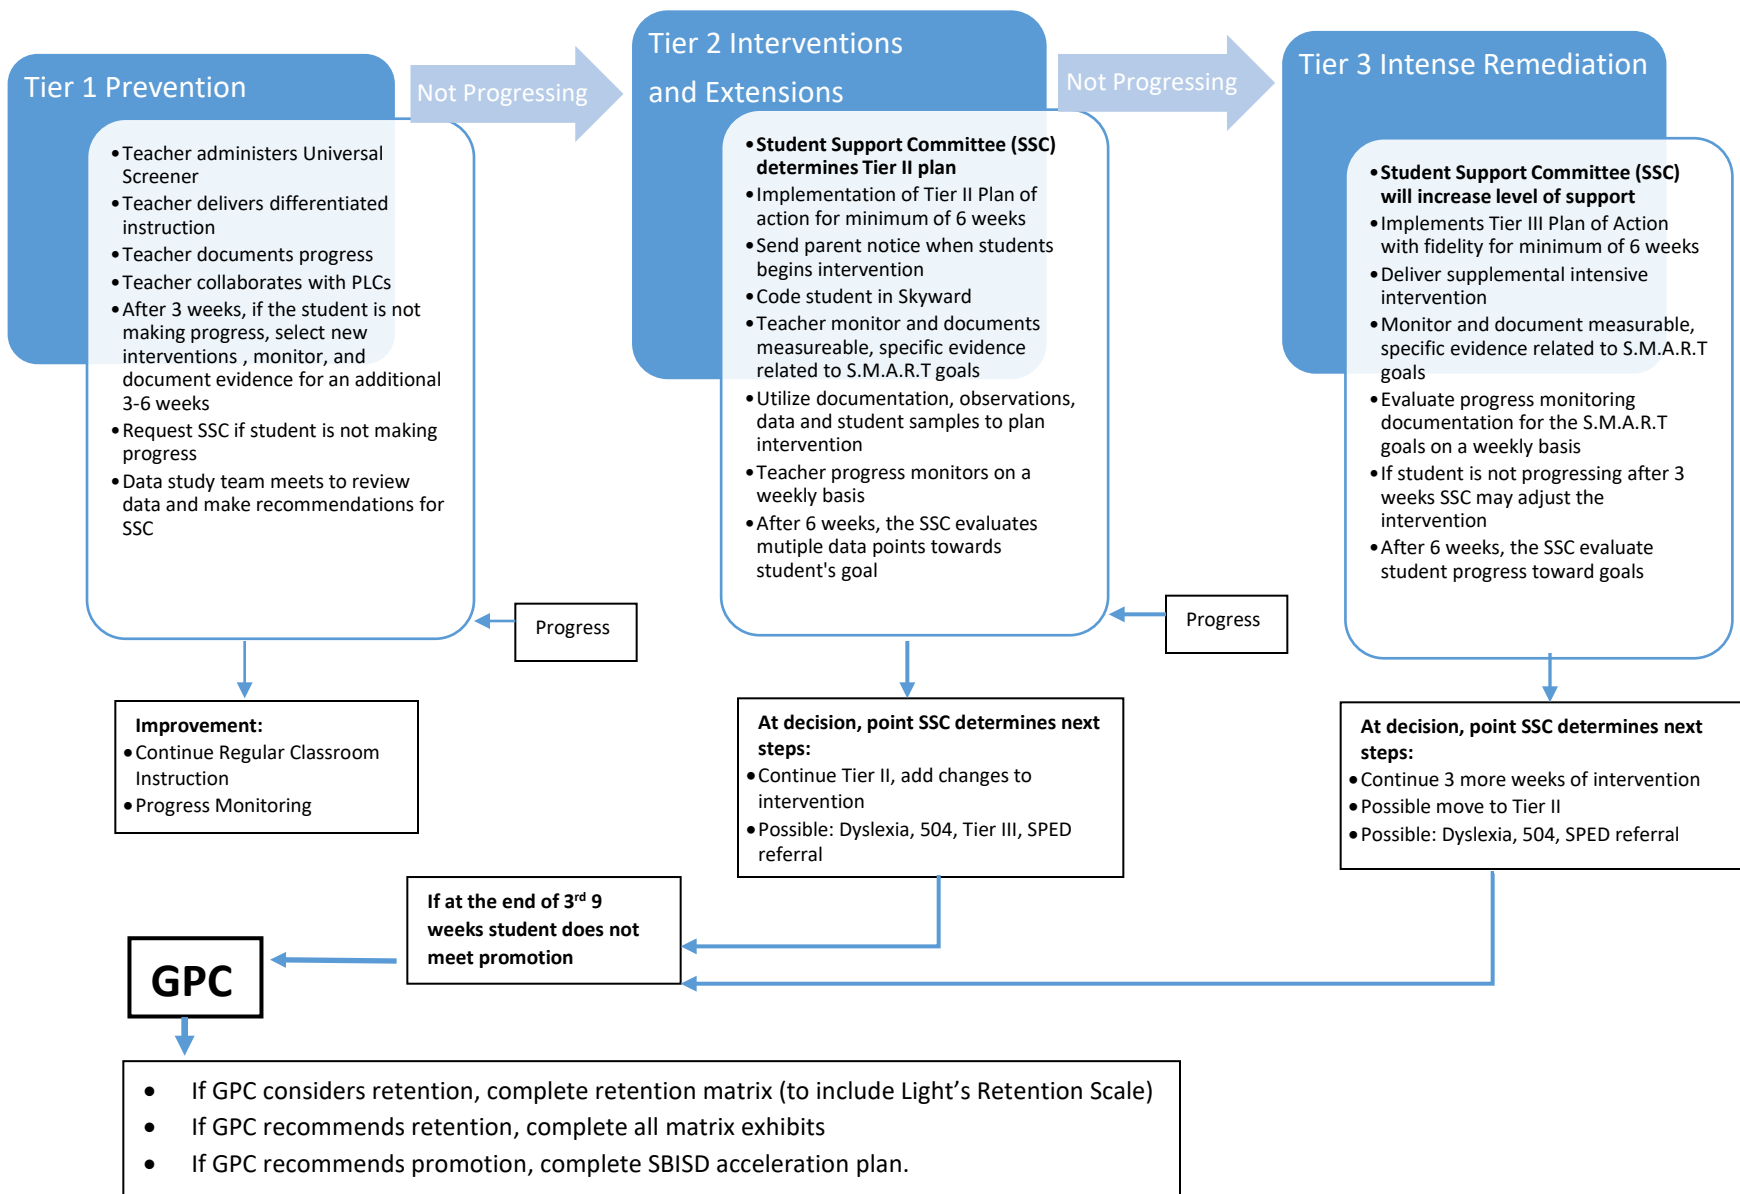 Tier 1 Prevention
• Teacher administers Universal
Screener
• Teacher delivers differentiated
instruction
• Teacher documents progress
• Teacher collaborates with PLCs
• After 3 weeks, if the student is not
making progress, select new
interventions , monitor, and
document evidence for an additional
3-6 weeks
• Request SSC if student is not making
progress
• Data study team meets to review
data and make recommendations for
SSC
Not Progressing
Tier 2 Interventions
and Extensions
• Student Support Committee (SSC)
determines Tier II plan
• Implementation of Tier II Plan of
action for minimum of 6 weeks
• Send parent notice when students
begins intervention
• Code student in Skyward
• Teacher monitor and documents
measureable, specific evidence
related to S.M.A.R.T goals
• Utilize documentation, observations,
data and student samples to plan
intervention
• Teacher progress monitors on a
weekly basis
• After 6 weeks, the SSC evaluates
mutiple data points towards
student's goal
Not Progressing
Tier 3 Intense Remediation
• Student Support Committee (SSC)
will increase level of support
• Implements Tier III Plan of Action
with fidelity for minimum of 6 weeks
• Deliver supplemental intensive
intervention
• Monitor and document measurable,
specific evidence related to S.M.A.R.T
goals
• Evaluate progress monitoring
documentation for the S.M.A.R.T
goals on a weekly basis
• If student is not progressing after 3
weeks SSC may adjust the
intervention
• After 6 weeks, the SSC evaluate
student progress toward goals
Progress
Progress
Improvement:
• Continue Regular Classroom
Instruction
• Progress Monitoring
At decision, point SSC determines next
steps:
• Continue Tier II, add changes to
intervention
• Possible: Dyslexia, 504, Tier III, SPED
referral
At decision, point SSC determines next
steps:
• Continue 3 more weeks of intervention
• Possible move to Tier II
• Possible: Dyslexia, 504, SPED referral
If at the end of 3rd 9
weeks student does not
meet promotion
GPC
• If GPC considers retention, complete retention matrix (to include Light’s Retention Scale)
• If GPC recommends retention, complete all matrix exhibits
• If GPC recommends promotion, complete SBISD acceleration plan.